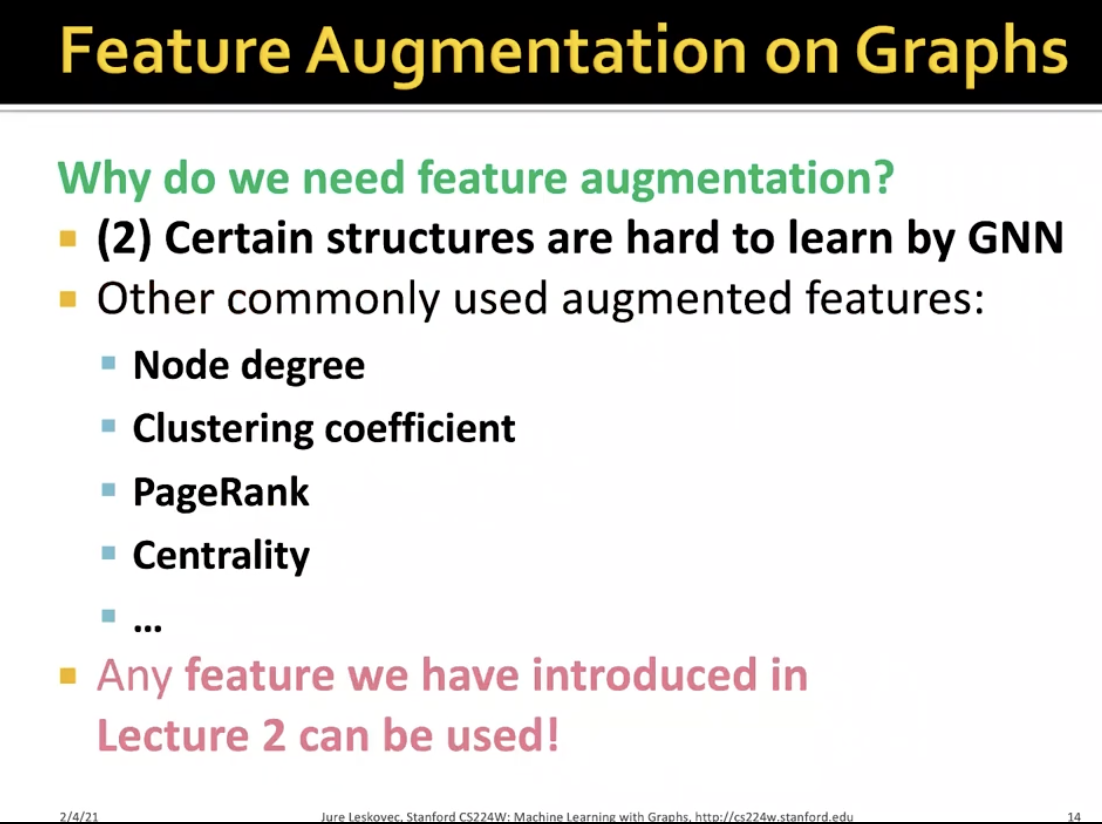 Feature Augmentation on Graphs
Why do we need feature augmentation?
(2) Certain structures are hard to learn by GNN
Other commonly used augmented features:
Node degree
Clustering coefficient
PageRank
Centrality
…
Any feature we have introduced in
Lecture 2 can be used!
2/4/21 Jure Leskovec, Stanford CS224W: Machine Learning with Graphs, http://cs224w.stanford.edu 14